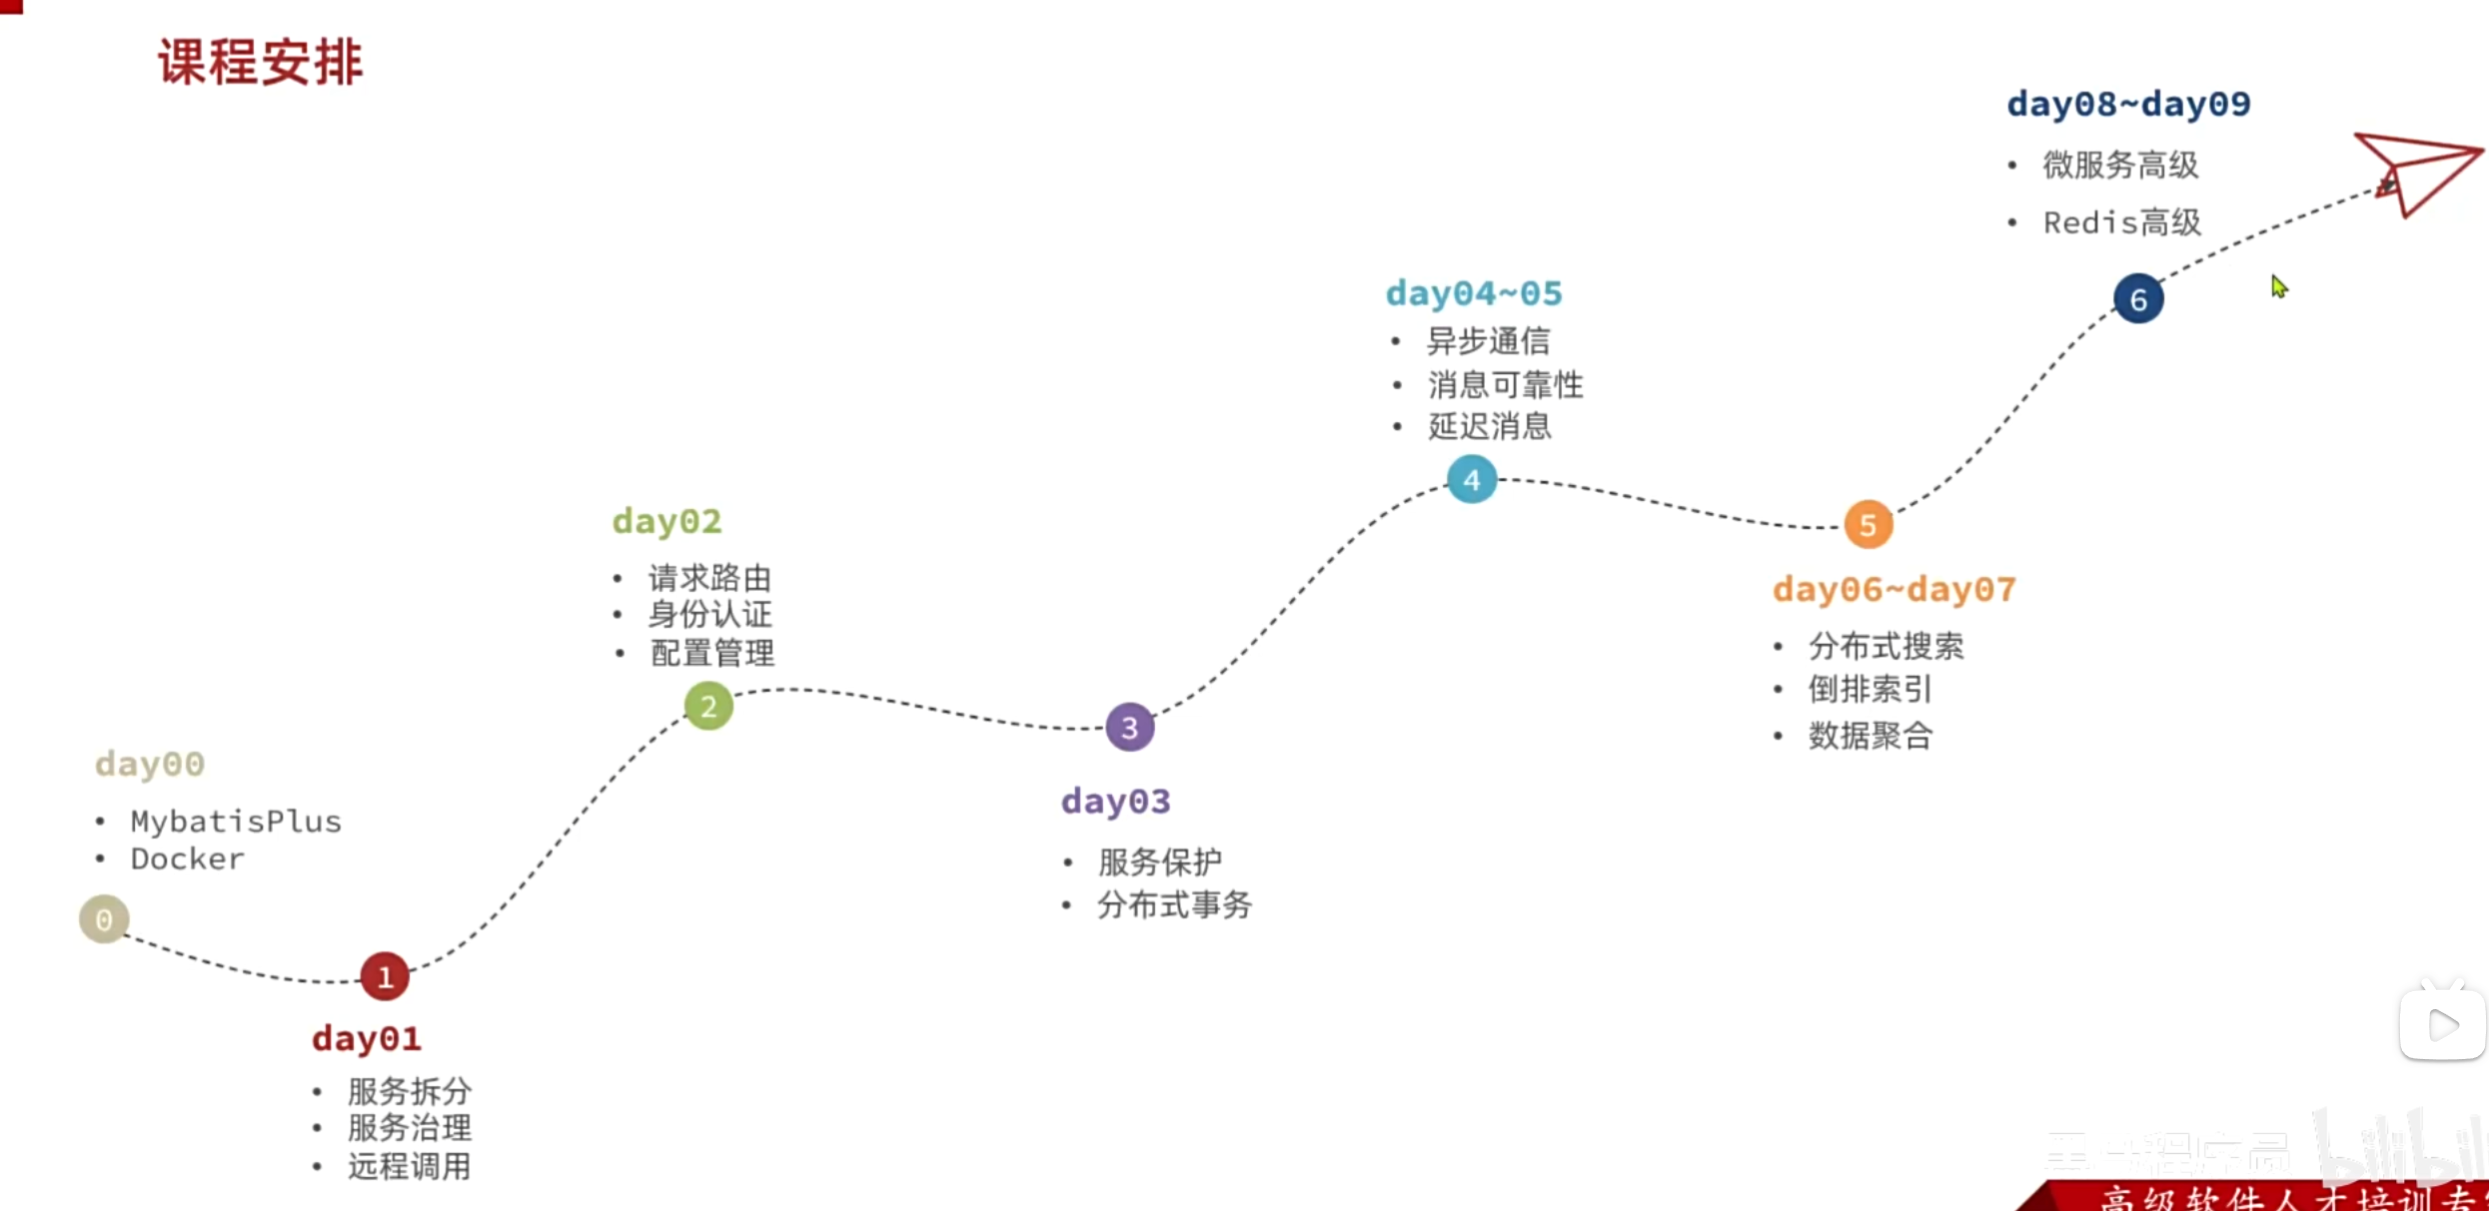 课程安排
day00
• MybatisPlus
• Docker
0
1
day01
• 服务拆分
• 服务治理
• 远程调用
day02
• 请求路由
• 身份认证
• 配置管理
2
3
day03
• 服务保护
• 分布式事务
day04~05
• 异步通信
• 消息可靠性
• 延迟消息
4
5
day06~day07
• 分布式搜索
• 倒排索引
• 数据聚合
day08~day09
• 微服务高级
• Redis高级
6
程序员
bilibili
高级软件人才培训专